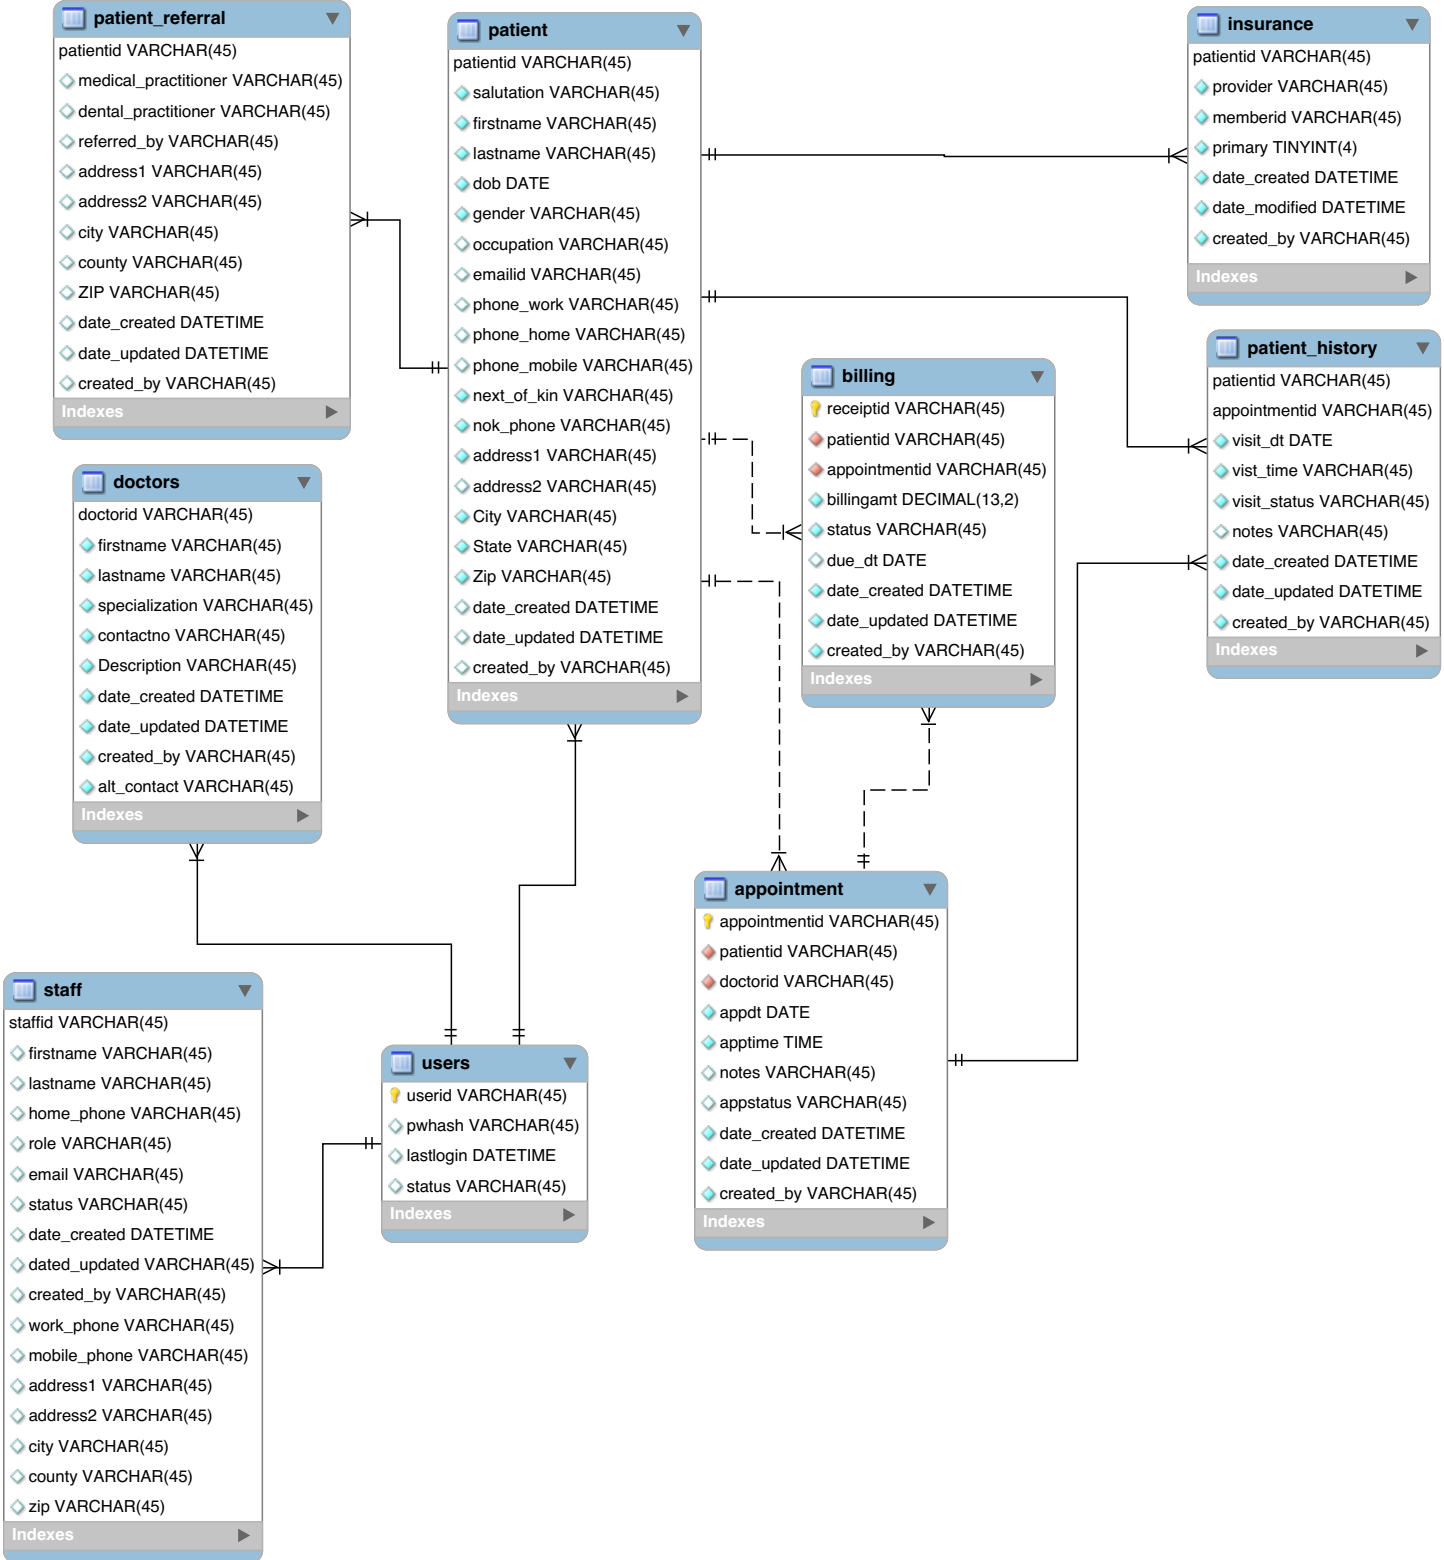 patient_referral
patientid VARCHAR(45)
medical_practitioner VARCHAR(45)
dental_practitioner VARCHAR(45)
referred_by VARCHAR(45)
address1 VARCHAR(45)
address2 VARCHAR(45)
city VARCHAR(45)
county VARCHAR(45)
ZIP VARCHAR(45)
date_created DATETIME
date_updated DATETIME
created_by VARCHAR(45)
Indexes
patient
patientid VARCHAR(45)
salutation VARCHAR(45)
firstname VARCHAR(45)
lastname VARCHAR(45)
dob DATE
gender VARCHAR(45)
occupation VARCHAR(45)
emailid VARCHAR(45)
phone_work VARCHAR(45)
phone_home VARCHAR(45)
phone_mobile VARCHAR(45)
next_of_kin VARCHAR(45)
nok_phone VARCHAR(45)
address1 VARCHAR(45)
address2 VARCHAR(45)
City VARCHAR(45)
State VARCHAR(45)
Zip VARCHAR(45)
date_created DATETIME
date_updated DATETIME
created_by VARCHAR(45)
Indexes
insurance
patientid VARCHAR(45)
provider VARCHAR(45)
memberid VARCHAR(45)
primary TINYINT(4)
date_created DATETIME
date_modified DATETIME
created_by VARCHAR(45)
Indexes
patient_history
patientid VARCHAR(45)
appointmentid VARCHAR(45)
visit_dt DATE
vist_time VARCHAR(45)
visit_status VARCHAR(45)
notes VARCHAR(45)
date_created DATETIME
date_updated DATETIME
created_by VARCHAR(45)
Indexes
billing
receiptid VARCHAR(45)
patientid VARCHAR(45)
appointmentid VARCHAR(45)
billingamt DECIMAL(13,2)
status VARCHAR(45)
due_dt DATE
date_created DATETIME
date_updated DATETIME
created_by VARCHAR(45)
Indexes
doctors
doctorid VARCHAR(45)
firstname VARCHAR(45)
lastname VARCHAR(45)
specialization VARCHAR(45)
contactno VARCHAR(45)
Description VARCHAR(45)
date_created DATETIME
date_updated DATETIME
created_by VARCHAR(45)
alt_contact VARCHAR(45)
Indexes
appointment
appointmentid VARCHAR(45)
patientid VARCHAR(45)
doctorid VARCHAR(45)
appdt DATE
apptime TIME
notes VARCHAR(45)
appstatus VARCHAR(45)
date_created DATETIME
date_updated DATETIME
created_by VARCHAR(45)
Indexes
staff
staffid VARCHAR(45)
firstname VARCHAR(45)
lastname VARCHAR(45)
home_phone VARCHAR(45)
role VARCHAR(45)
email VARCHAR(45)
status VARCHAR(45)
date_created DATETIME
dated_updated VARCHAR(45)
created_by VARCHAR(45)
work_phone VARCHAR(45)
mobile_phone VARCHAR(45)
address1 VARCHAR(45)
address2 VARCHAR(45)
city VARCHAR(45)
county VARCHAR(45)
zip VARCHAR(45)
Indexes
users
userid VARCHAR(45)
pwhash VARCHAR(45)
lastlogin DATETIME
status VARCHAR(45)
Indexes